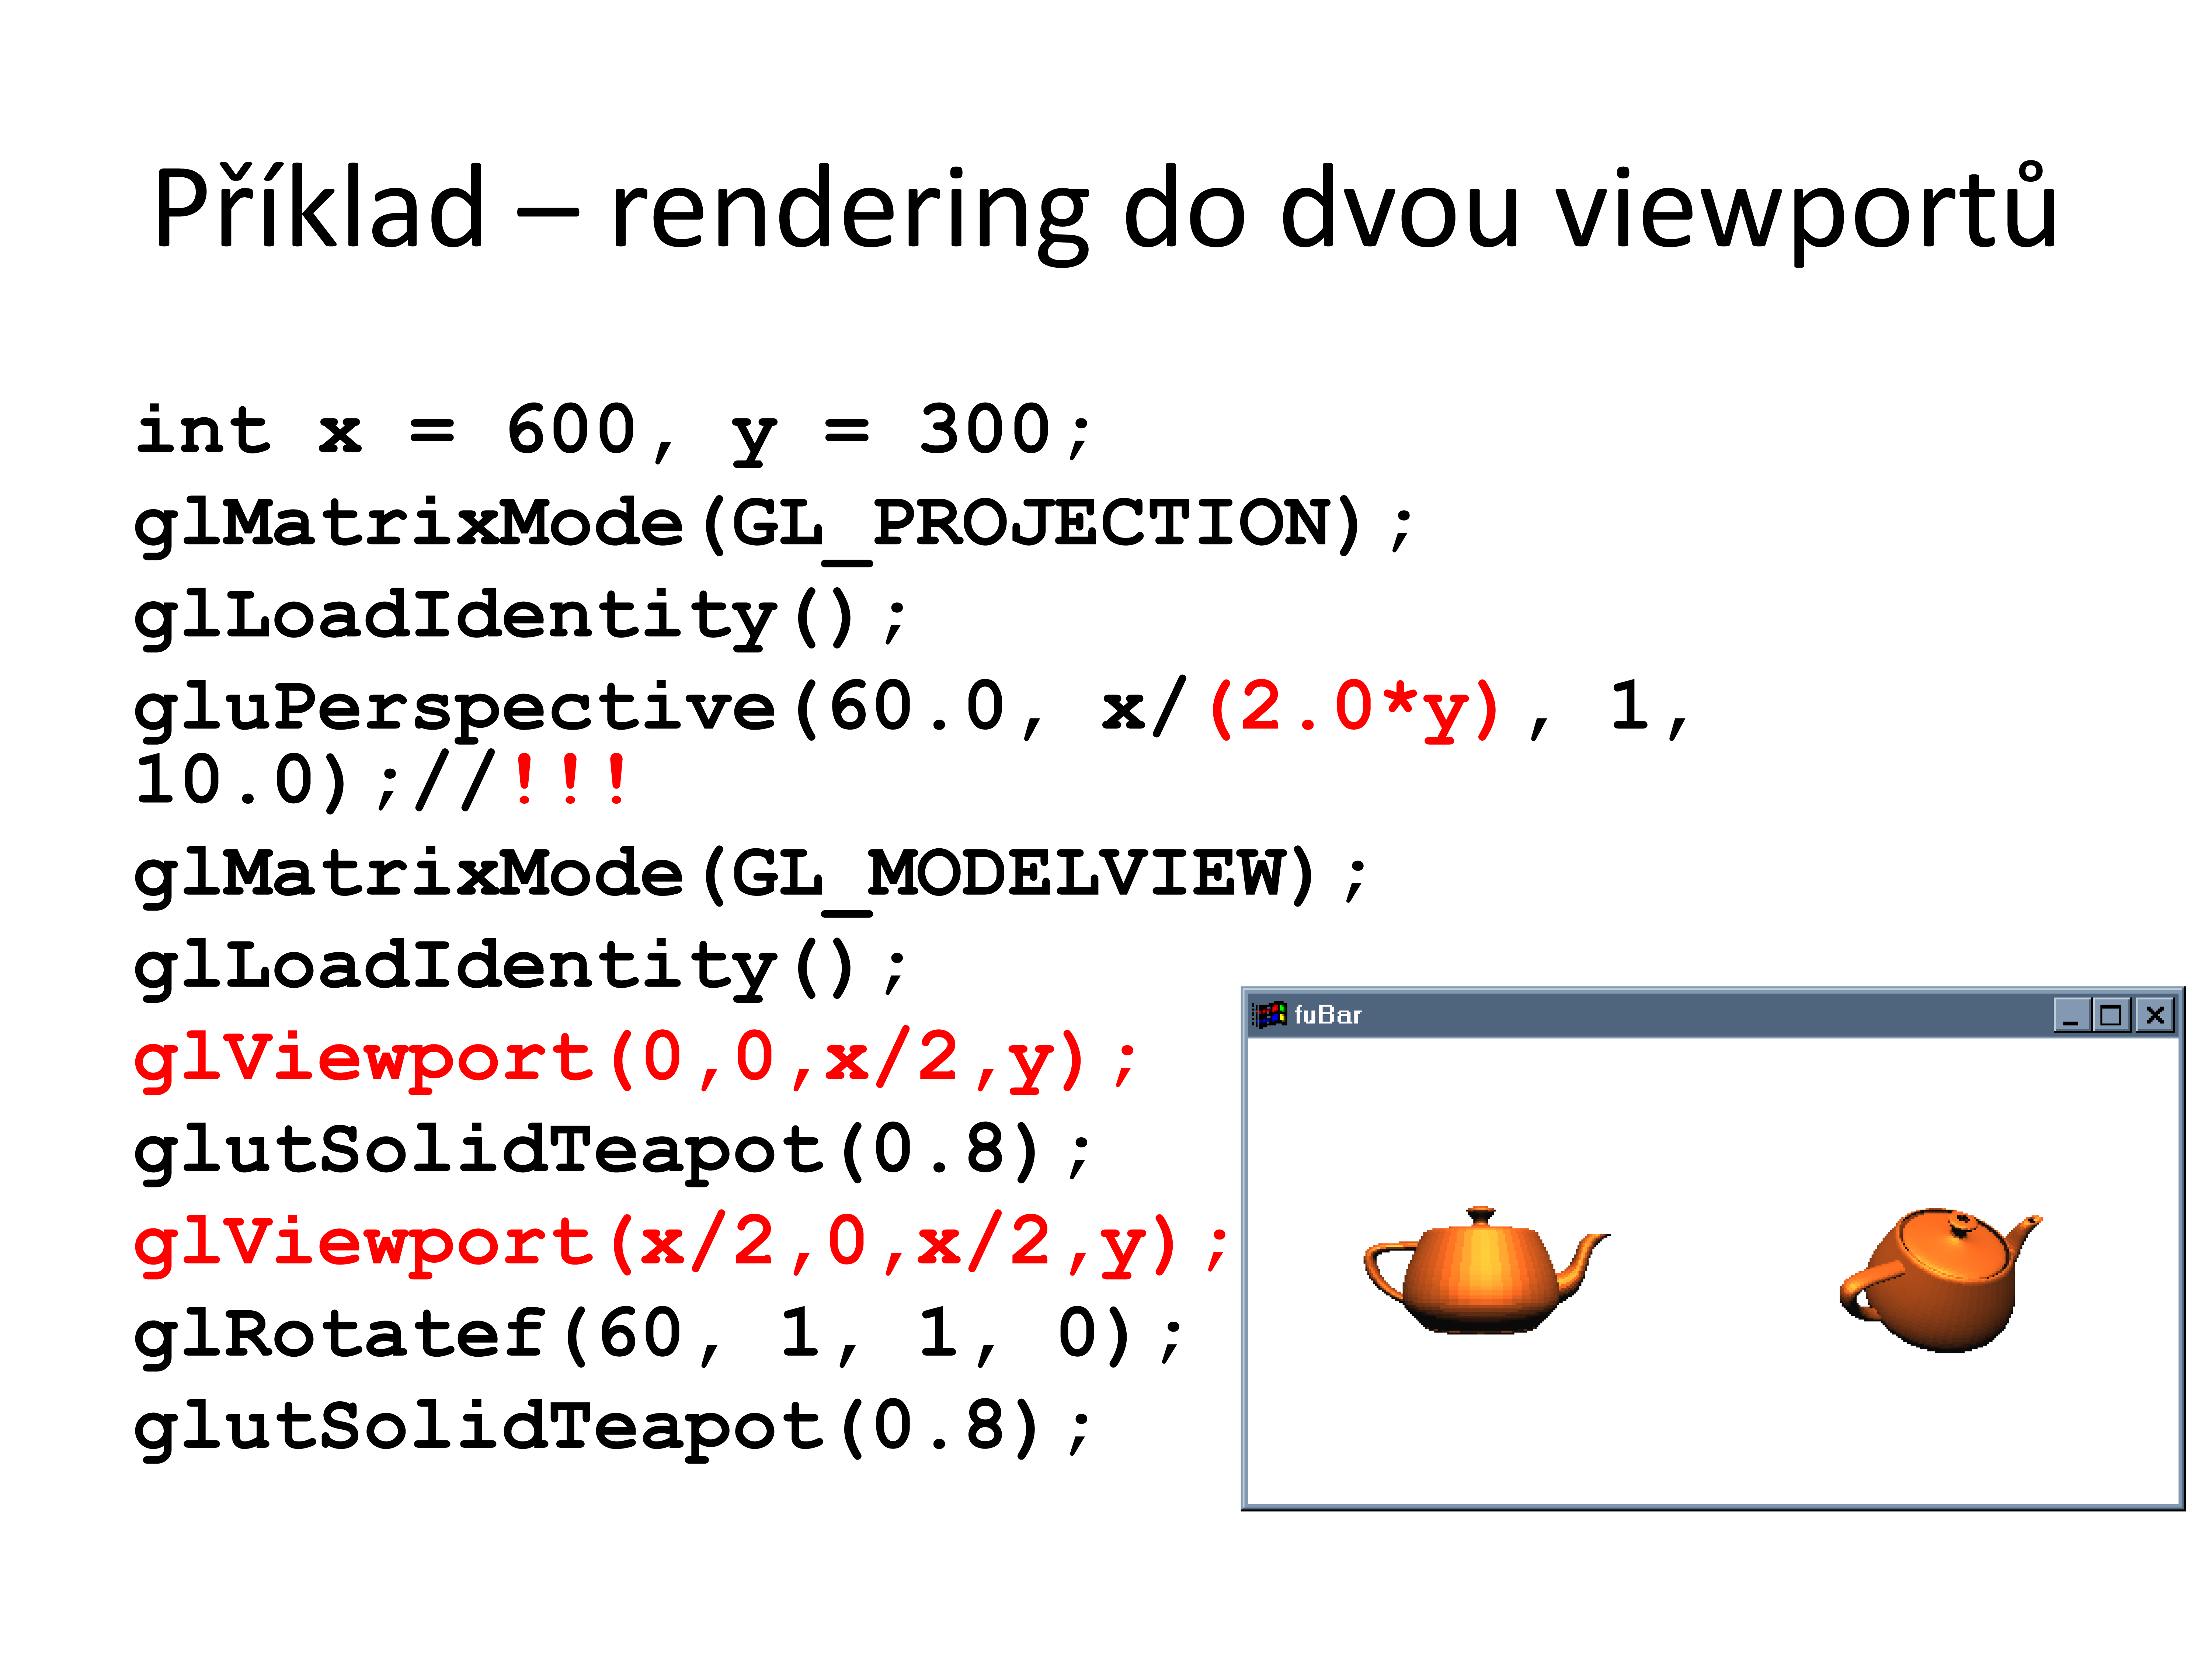 Příklad – rendering do dvou viewportů
int x = 600, y = 300;
glMatrixMode(GL_PROJECTION);
glLoadIdentity();
gluPerspective(60.0, x/(2.0*y), 1,
10.0);//!!!
glMatrixMode(GL_MODELVIEW);
glLoadIdentity();
glViewport(0,0,x/2,y);
glutSolidTeapot(0.8);
glViewport(x/2,0,x/2,y);
glRotatef(60, 1, 1, 0);
glutSolidTeapot(0.8);
fuBar